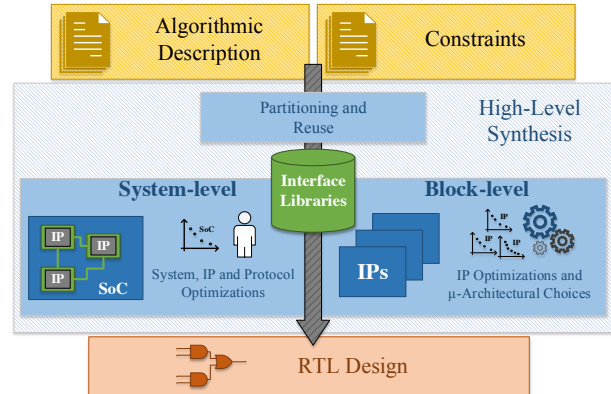 Algorithmic
Description
Constraints
Partitioning and
Reuse
High-Level
Synthesis
Interface
Libraries
System-level
Block-level
IP
IP
IP
SoC
SoC
System, IP and Protocol
Optimizations
IPs
IP
IP
IP
IP Optimizations and
μ-Architectural Choices
RTL Design